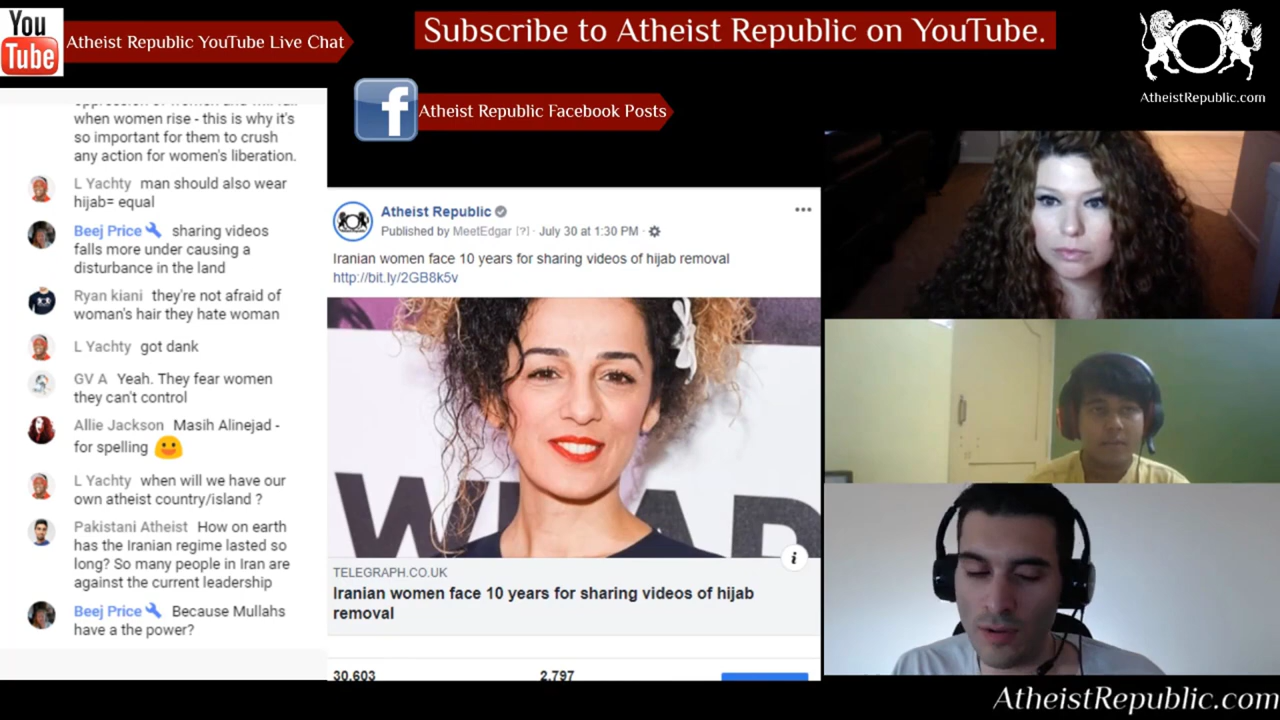 You
Tube
Atheist Republic YouTube Live Chat
Subscribe to Atheist Republic on YouTube.
AtheistRepublic.com
f
Atheist Republic Facebook Posts
when women rise - this is why it's
so important for them to crush
any action for women's liberation.
L Yachty man should also wear
hijab= equal
Beej Price sharing videos
falls more under causing a
disturbance in the land
Ryan kiani they're not afraid of
woman's hair they hate woman
L Yachty got dank
GV A Yeah. They fear women
they can't control
Allie Jackson Masih Alinejad -
for spelling
L Yachty when will we have our
own atheist country/island ?
Pakistani Atheist How on earth
has the Iranian regime lasted so
long? So many people in Iran are
against the current leadership
Beej Price Because Mullahs
have a the power?
Atheist Republic
Published by MeetEdgar [?] · July 30 at 1:30 PM ·
Iranian women face 10 years for sharing videos of hijab removal
http://bit.ly/2GB8k5v
i
TELEGRAPH.CO.UK
Iranian women face 10 years for sharing videos of hijab
removal
30,603 2,797
AtheistRepublic.com